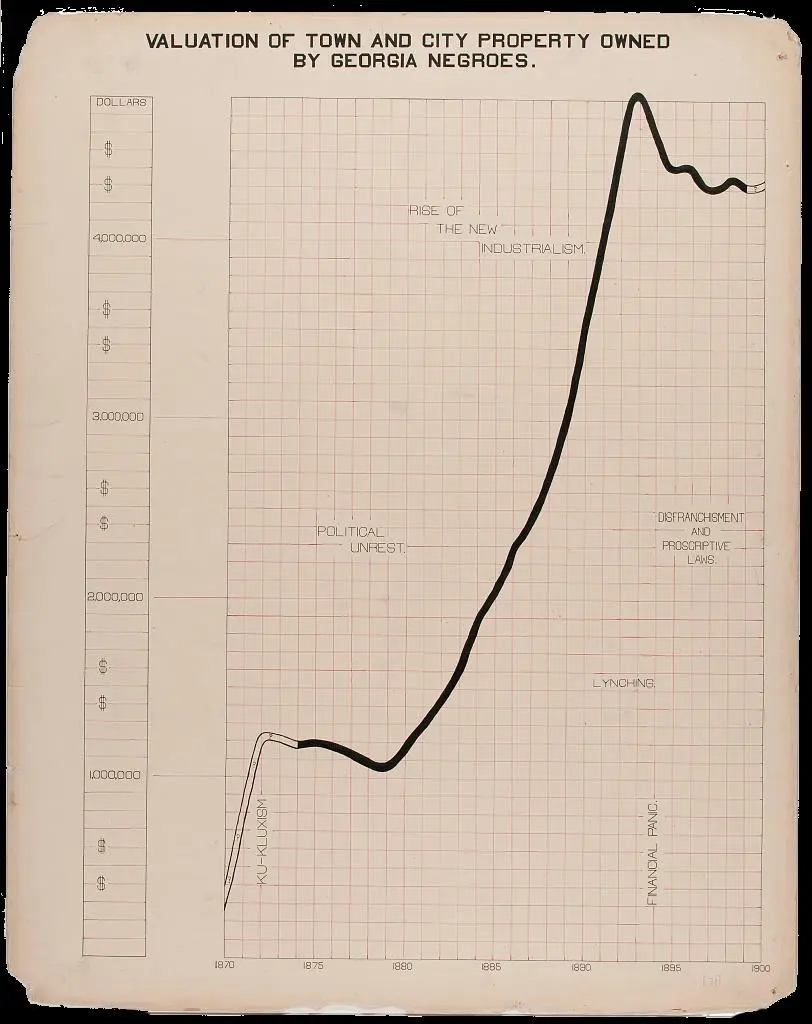 VALUATION OF TOWN AND CITY PROPERTY OWNED
BY GEORGIA NEGROES.
DOLLARS
$
$
4,000,000
$
$
3,000,000
$
$
2,000,000
$
$
1,000,000
$
$
RISE OF
THE NEW
INDUSTRIALISM.
POLITICAL
UNREST.
DISFRANCHISMENT
AND
PROSCRIPTIVE
LAWS.
LYNCHING.
KU-KLUXISM
FINANCIAL PANIC.
1870 1875 1880 1885 1890 1895 1900